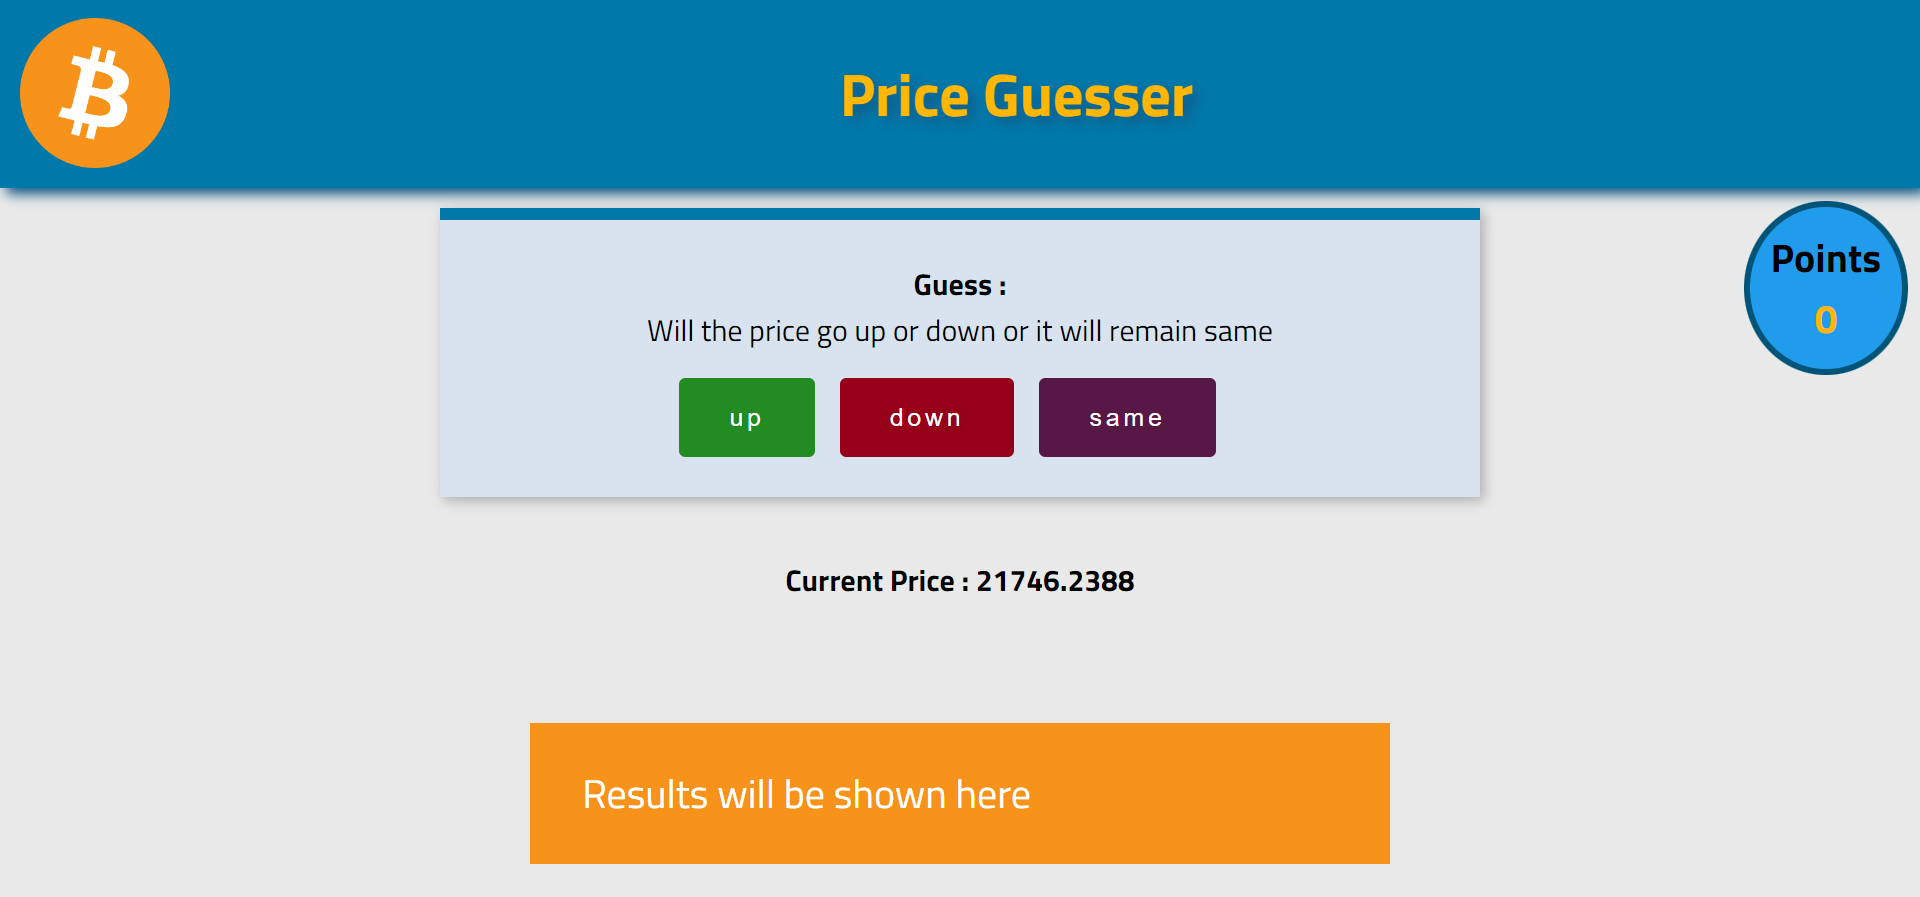 Price Guesser
Points
0
Guess :
Will the price go up or down or it will remain same
up down same
Current Price : 21746.2388
Results will be shown here